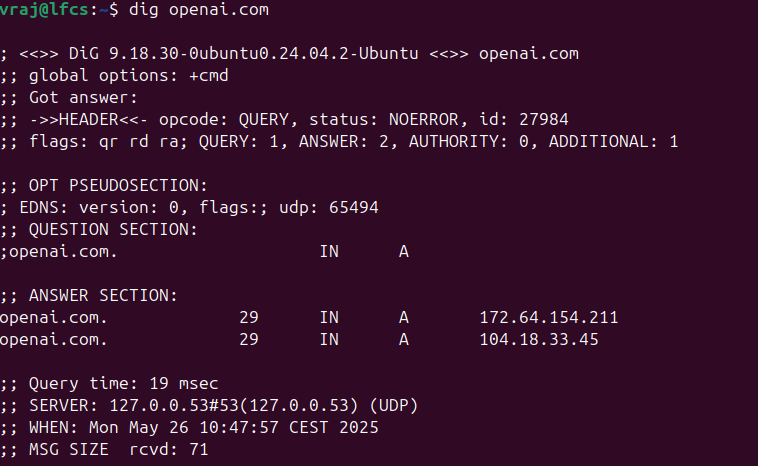 vraj@lfcs:~$ dig openai.com
; <<>> DiG 9.18.30-0ubuntu0.24.04.2-Ubuntu <<>> openai.com
;; global options: +cmd
;; Got answer:
;; ->>HEADER<<- opcode: QUERY, status: NOERROR, id: 27984
;; flags: qr rd ra; QUERY: 1, ANSWER: 2, AUTHORITY: 0, ADDITIONAL: 1
;; OPT PSEUDOSECTION:
; EDNS: version: 0, flags:; udp: 65494
;; QUESTION SECTION:
;openai.com. IN A
;; ANSWER SECTION:
openai.com. 29 IN A 172.64.154.211
openai.com. 29 IN A 104.18.33.45
;; Query time: 19 msec
;; SERVER: 127.0.0.53#53(127.0.0.53) (UDP)
;; WHEN: Mon May 26 10:47:57 CEST 2025
;; MSG SIZE  rcvd: 71